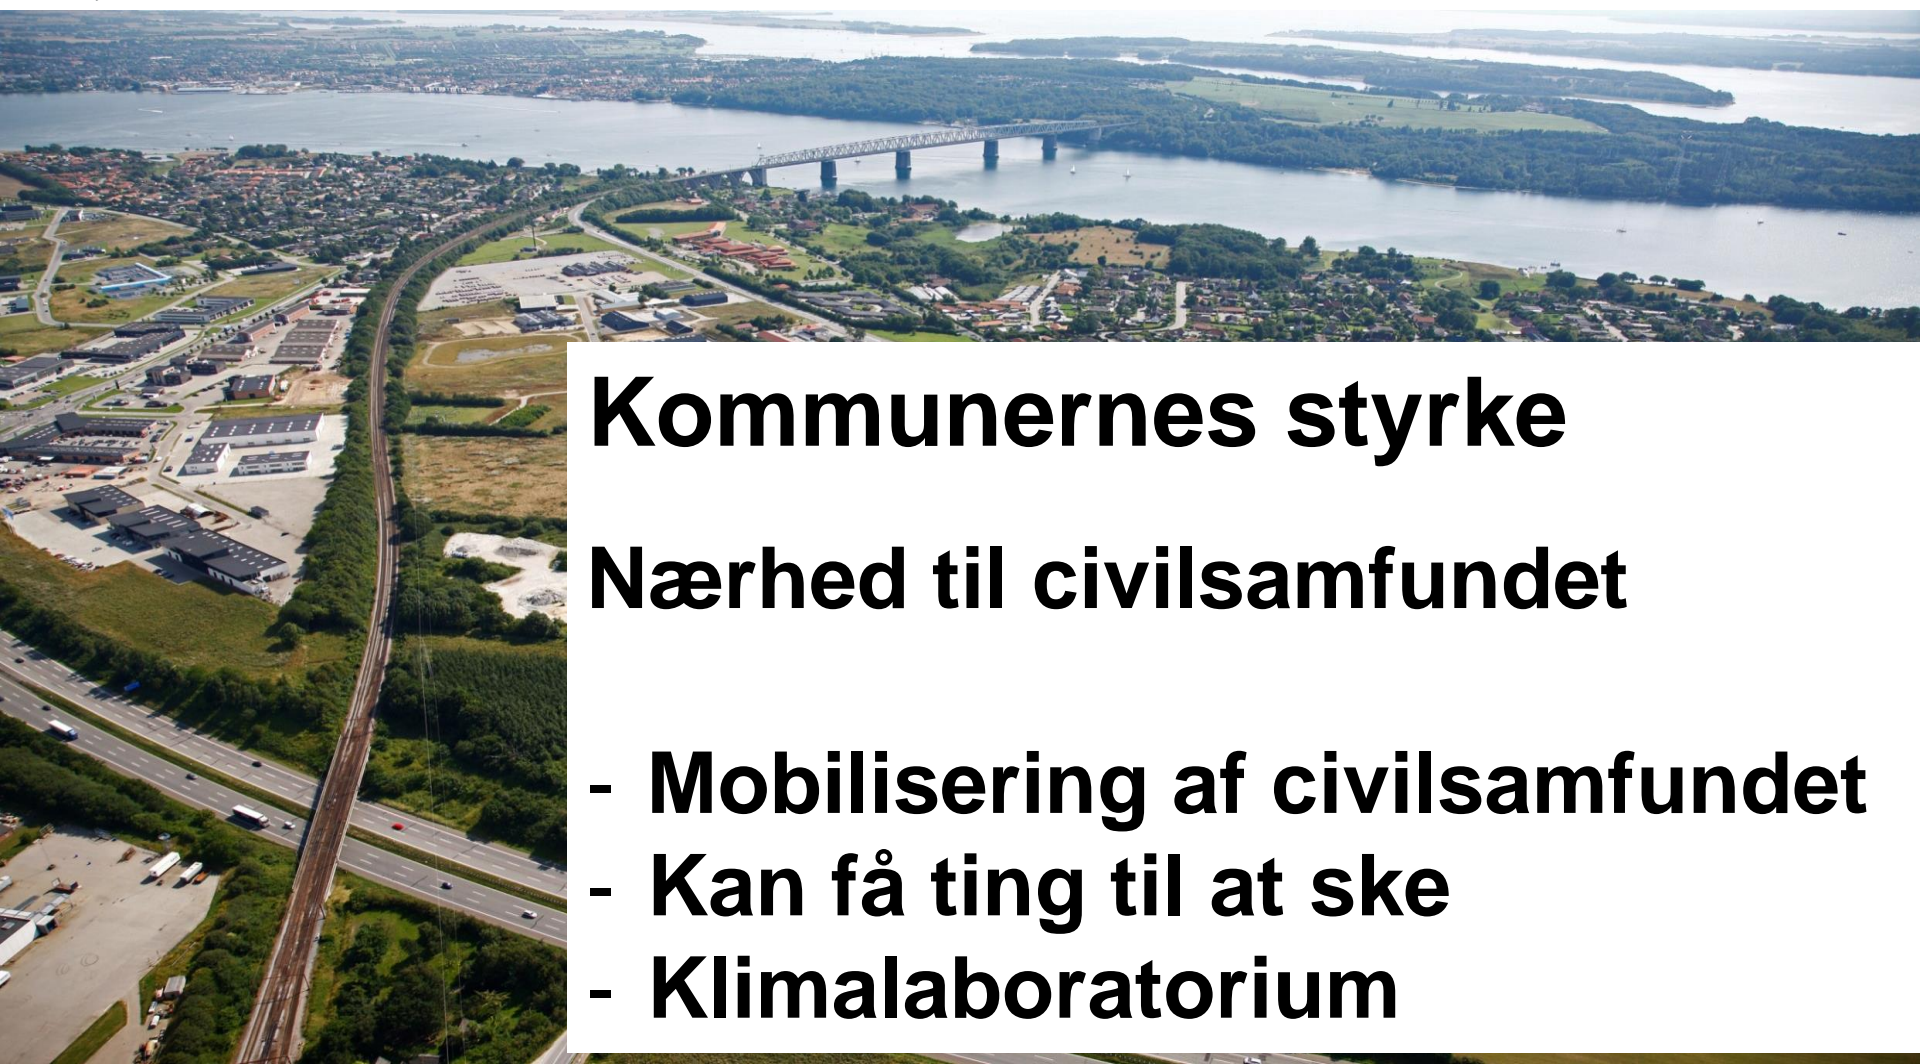 Kommunernes styrke
Nærhed til civilsamfundet
- Mobilisering af civilsamfundet
- Kan få ting til at ske
- Klimalaboratorium